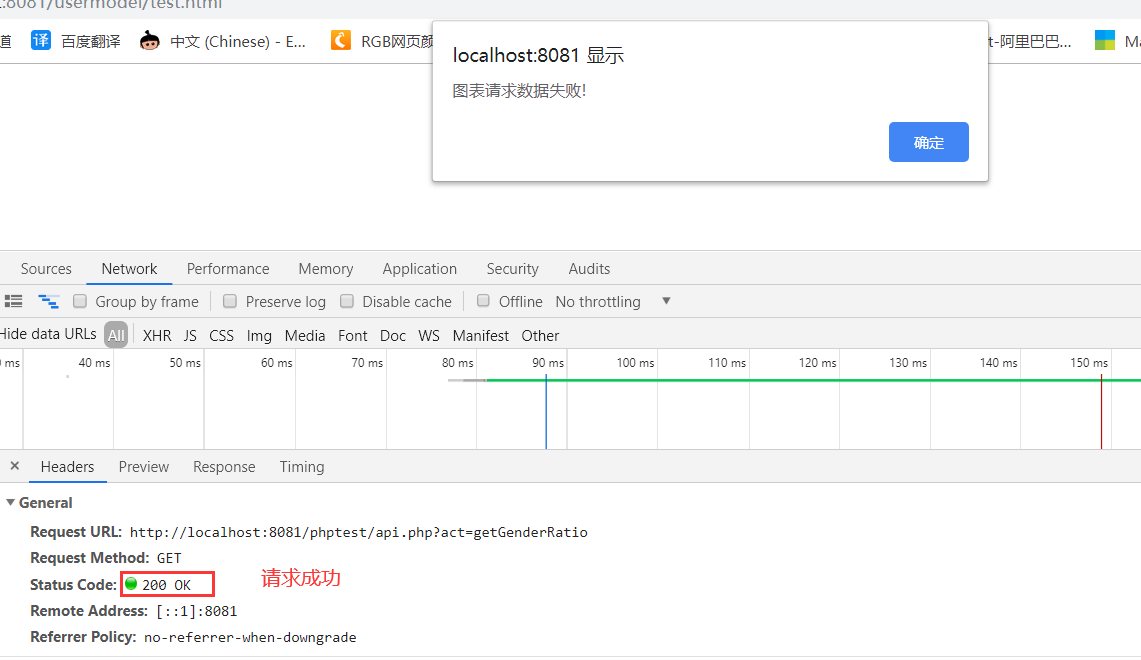 :8081/usermodel/test.html
道 译 百度翻译 中文 (Chinese) - E... RGB网页颜 t-阿里巴巴... Ma
localhost:8081 显示
图表请求数据失败!
确定
Sources Network Performance Memory Application Security Audits
Group by frame Preserve log Disable cache Offline No throttling
Hide data URLs All XHR JS CSS Img Media Font Doc WS Manifest Other
ms 40 ms 50 ms 60 ms 70 ms 80 ms 90 ms 100 ms 110 ms 120 ms 130 ms 140 ms 150 ms
× Headers Preview Response Timing
General
Request URL: http://localhost:8081/phptest/api.php?act=getGenderRatio
Request Method: GET
Status Code: 200 OK 请求成功
Remote Address: [::1]:8081
Referrer Policy: no-referrer-when-downgrade